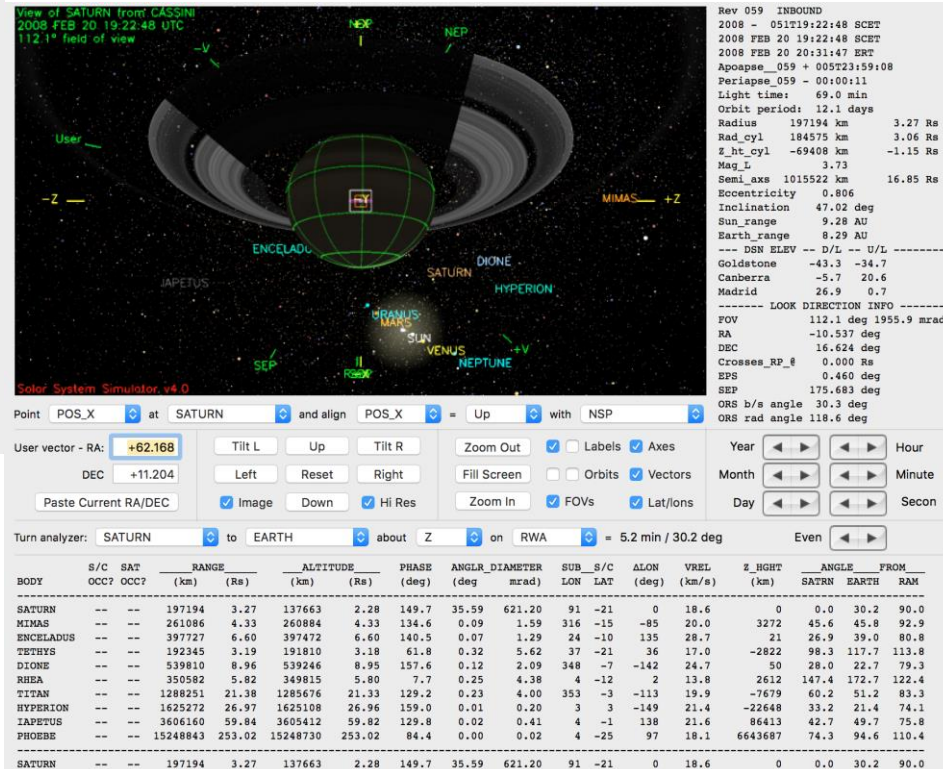 View of SATURN from CASSINI
2008 FEB 20 19:22:48 UTC
112.1° field of view
NEP
-V
User
-Z
MIMAS
+Z
ENCELADU
DIONE
SATURN
IAPETUS
HYPERION
URANUS
MARS
SUN
VENUS
+V
NEPTUNE
SEP
Solar System Simulator, v4.0
Rev 059 INBOUND
2008 - 051T19:22:48 SCET
2008 FEB 20 19:22:48 SCET
2008 FEB 20 20:31:47 ERT
Apoapse__059 + 005T23:59:08
Periapse_059 - 00:00:11
Light time: 69.0 min
Orbit period: 12.1 days
Radius 197194 km 3.27 Rs
Rad_cyl 184575 km 3.06 Rs
Z_ht_cyl -69408 km -1.15 Rs
Mag_L 3.73
Semi_axs 1015522 km 16.85 Rs
Eccentricity 0.806
Inclination 47.02 deg
Sun_range 9.28 AU
Earth_range 8.29 AU
--- DSN ELEV -- D/L -- U/L --------
Goldstone -43.3 -34.7
Canberra -5.7 20.6
Madrid 26.9 0.7
------- LOOK DIRECTION INFO -------
FOV 112.1 deg 1955.9 mrad
RA -10.537 deg
DEC 16.624 deg
Crosses_RP_@ 0.000 Rs
EPS 0.460 deg
SEP 175.683 deg
ORS b/s angle 30.3 deg
ORS rad angle 118.6 deg
Point POS_X at SATURN and align POS_X = Up with NSP
User vector - RA: +62.168 Tilt L Up Tilt R Zoom Out Labels Axes Year Hour
DEC +11.204 Left Reset Right Fill Screen Orbits Vectors Month Minute
Paste Current RA/DEC Image Down Hi Res Zoom In FOVs Lat/lons Day Secon
Turn analyzer: SATURN to EARTH about Z on RWA = 5.2 min / 30.2 deg Even
S/C SAT RANGE ALTITUDE PHASE ANGLR_DIAMETER SUB__S/C ΔLON VREL Z_HGHT ANGLE FROM
BODY OCC? OCC? (km) (Rs) (km) (Rs) (deg) (deg mrad) LON LAT (deg) (km/s) (km) SATRN EARTH RAM
SATURN -- -- 197194 3.27 137663 2.28 149.7 35.59 621.20 91 -21 0 18.6 0 0.0 30.2 90.0
MIMAS -- -- 261086 4.33 260884 4.33 134.6 0.09 1.59 316 -15 -85 20.0 3272 45.6 45.8 92.9
ENCELADUS -- -- 397727 6.60 397472 6.60 140.5 0.07 1.29 24 -10 135 28.7 21 26.9 39.0 80.8
TETHYS -- -- 192345 3.19 191810 3.18 61.8 0.32 5.62 37 -21 36 17.0 -2822 98.3 117.7 113.8
DIONE -- -- 539810 8.96 539246 8.95 157.6 0.12 2.09 348 -7 -142 24.7 50 28.0 22.7 79.3
RHEA -- -- 350582 5.82 349815 5.80 7.7 0.25 4.38 4 -12 2 13.8 2612 147.4 172.7 122.4
TITAN -- -- 1288251 21.38 1285676 21.33 129.2 0.23 4.00 353 -3 -113 19.9 -7679 60.2 51.2 83.3
HYPERION -- -- 1625272 26.97 1625108 26.96 159.0 0.01 0.20 3 3 -149 21.4 -22648 33.2 21.4 74.1
IAPETUS -- -- 3606160 59.84 3605412 59.82 129.8 0.02 0.41 4 -1 138 21.6 86413 42.7 49.7 75.8
PHOEBE -- -- 15248843 253.02 15248730 253.02 84.4 0.00 0.02 4 -25 97 18.1 6643687 74.3 94.6 110.4
SATURN -- -- 197194 3.27 137663 2.28 149.7 35.59 621.20 91 -21 0 18.6 0 0.0 30.2 90.0